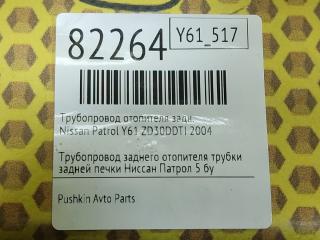 82264 Y61_517
Трубопровод отопителя задн.
Nissan Patrol Y61 ZD30DDTI 2004
Трубопровод заднего отопителя трубки
задней печки Ниссан Патрол 5 бу
Pushkin Avto Parts